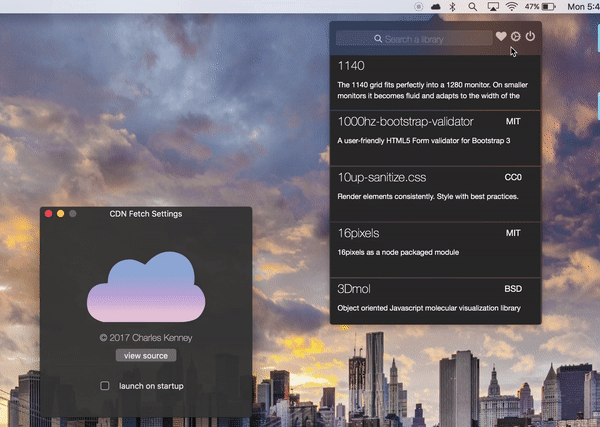 47%
Mon 5:4
Search a library
1140
The 1140 grid fits perfectly into a 1280 monitor. On smaller
monitors it becomes fluid and adapts to the width of the
1000hz-bootstrap-validator MIT
A user-friendly HTML5 Form validator for Bootstrap 3
10up-sanitize.css CC0
Render elements consistently. Style with best practices.
16pixels MIT
16pixels as a node packaged module
3Dmol BSD
Object oriented Javascript molecular visualization library
CDN Fetch Settings
© 2017 Charles Kenney
view source
launch on startup